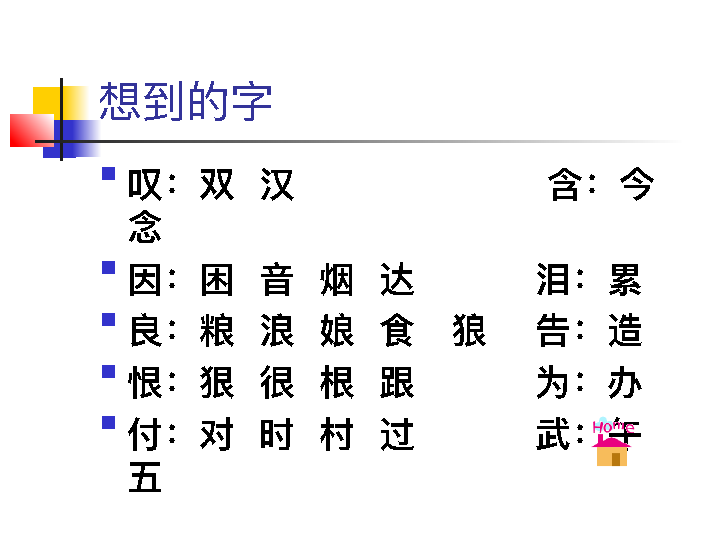 想到的字
叹：双 汉 含：今
念
因：困 音 烟 达 泪：累
良：粮 浪 娘 食 狼 告：造
恨：狠 很 根 跟 为：办
付：对 时 村 过 武：午
五
Home